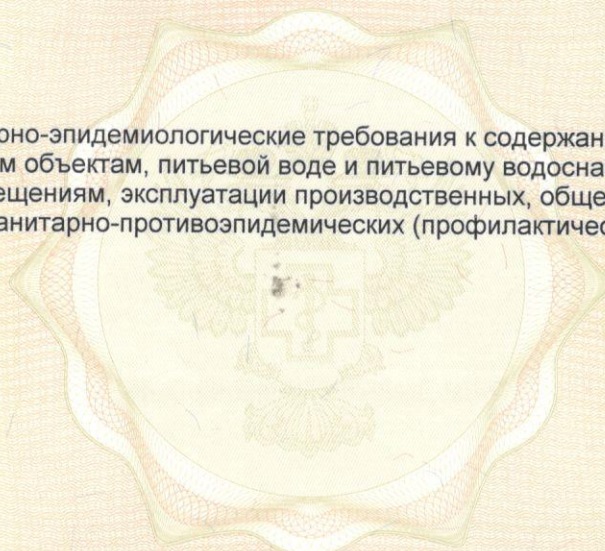 рно-эпидемиологические требования к содержан
м объектам, питьевой воде и питьевому водосна
ещениям, эксплуатации производственных, обще
анитарно-противоэпидемических (профилактичес